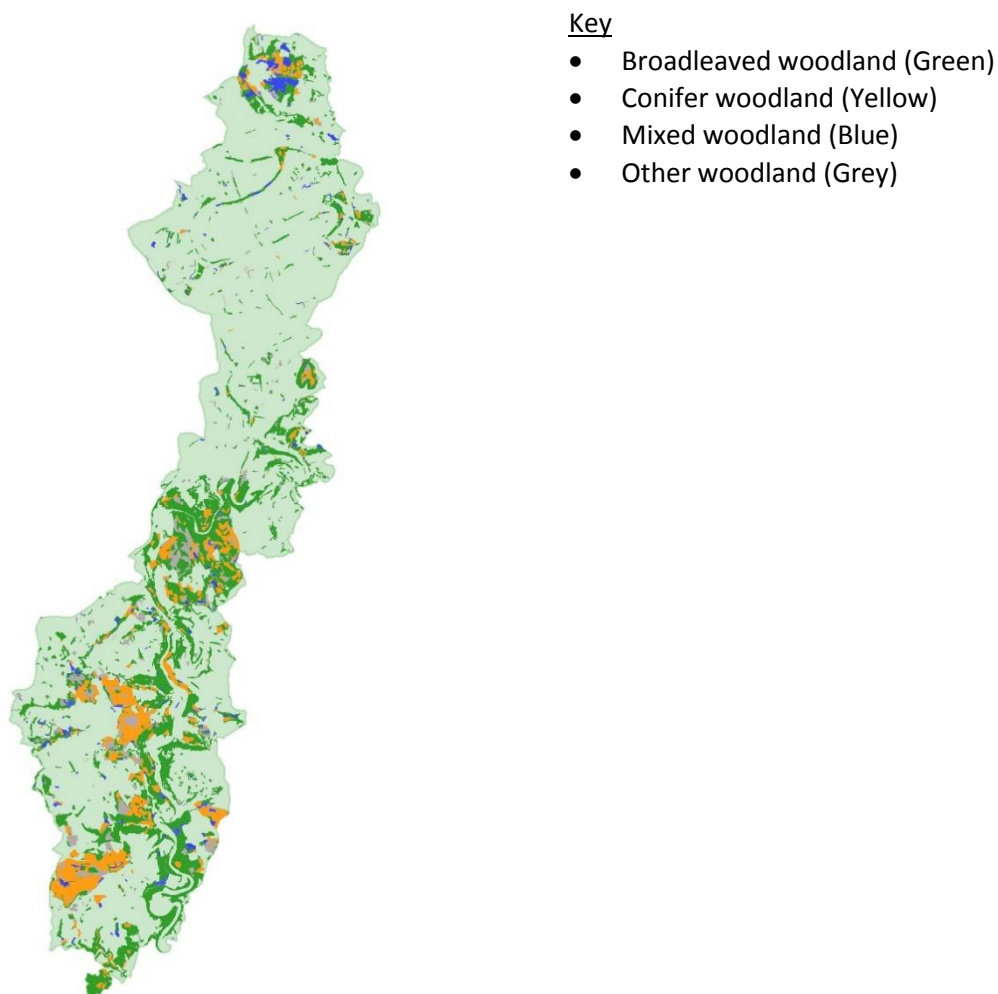 Key
• Broadleaved woodland (Green)
• Conifer woodland (Yellow)
• Mixed woodland (Blue)
• Other woodland (Grey)